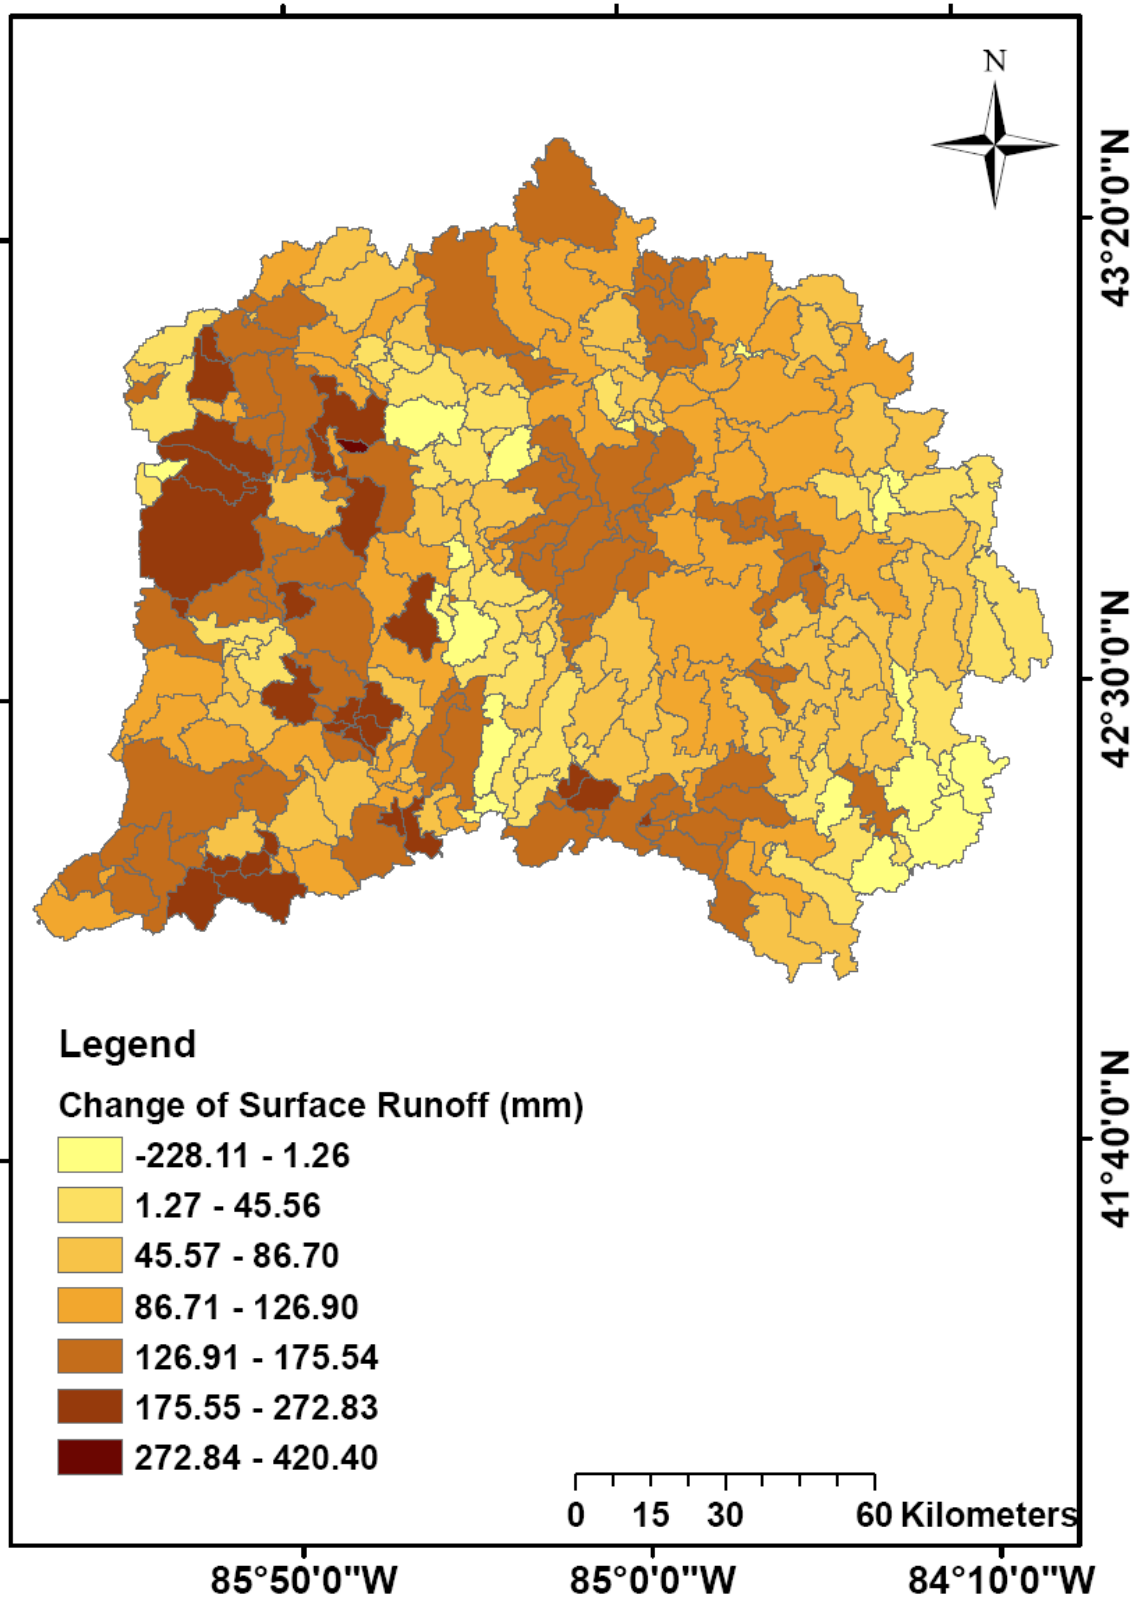 N
43°20'0"N
42°30'0"N
41°40'0"N
Legend
Change of Surface Runoff (mm)
-228.11 - 1.26
1.27 - 45.56
45.57 - 86.70
86.71 - 126.90
126.91 - 175.54
175.55 - 272.83
272.84 - 420.40
0 15 30 60 Kilometers
85°50'0"W 85°0'0"W 84°10'0"W